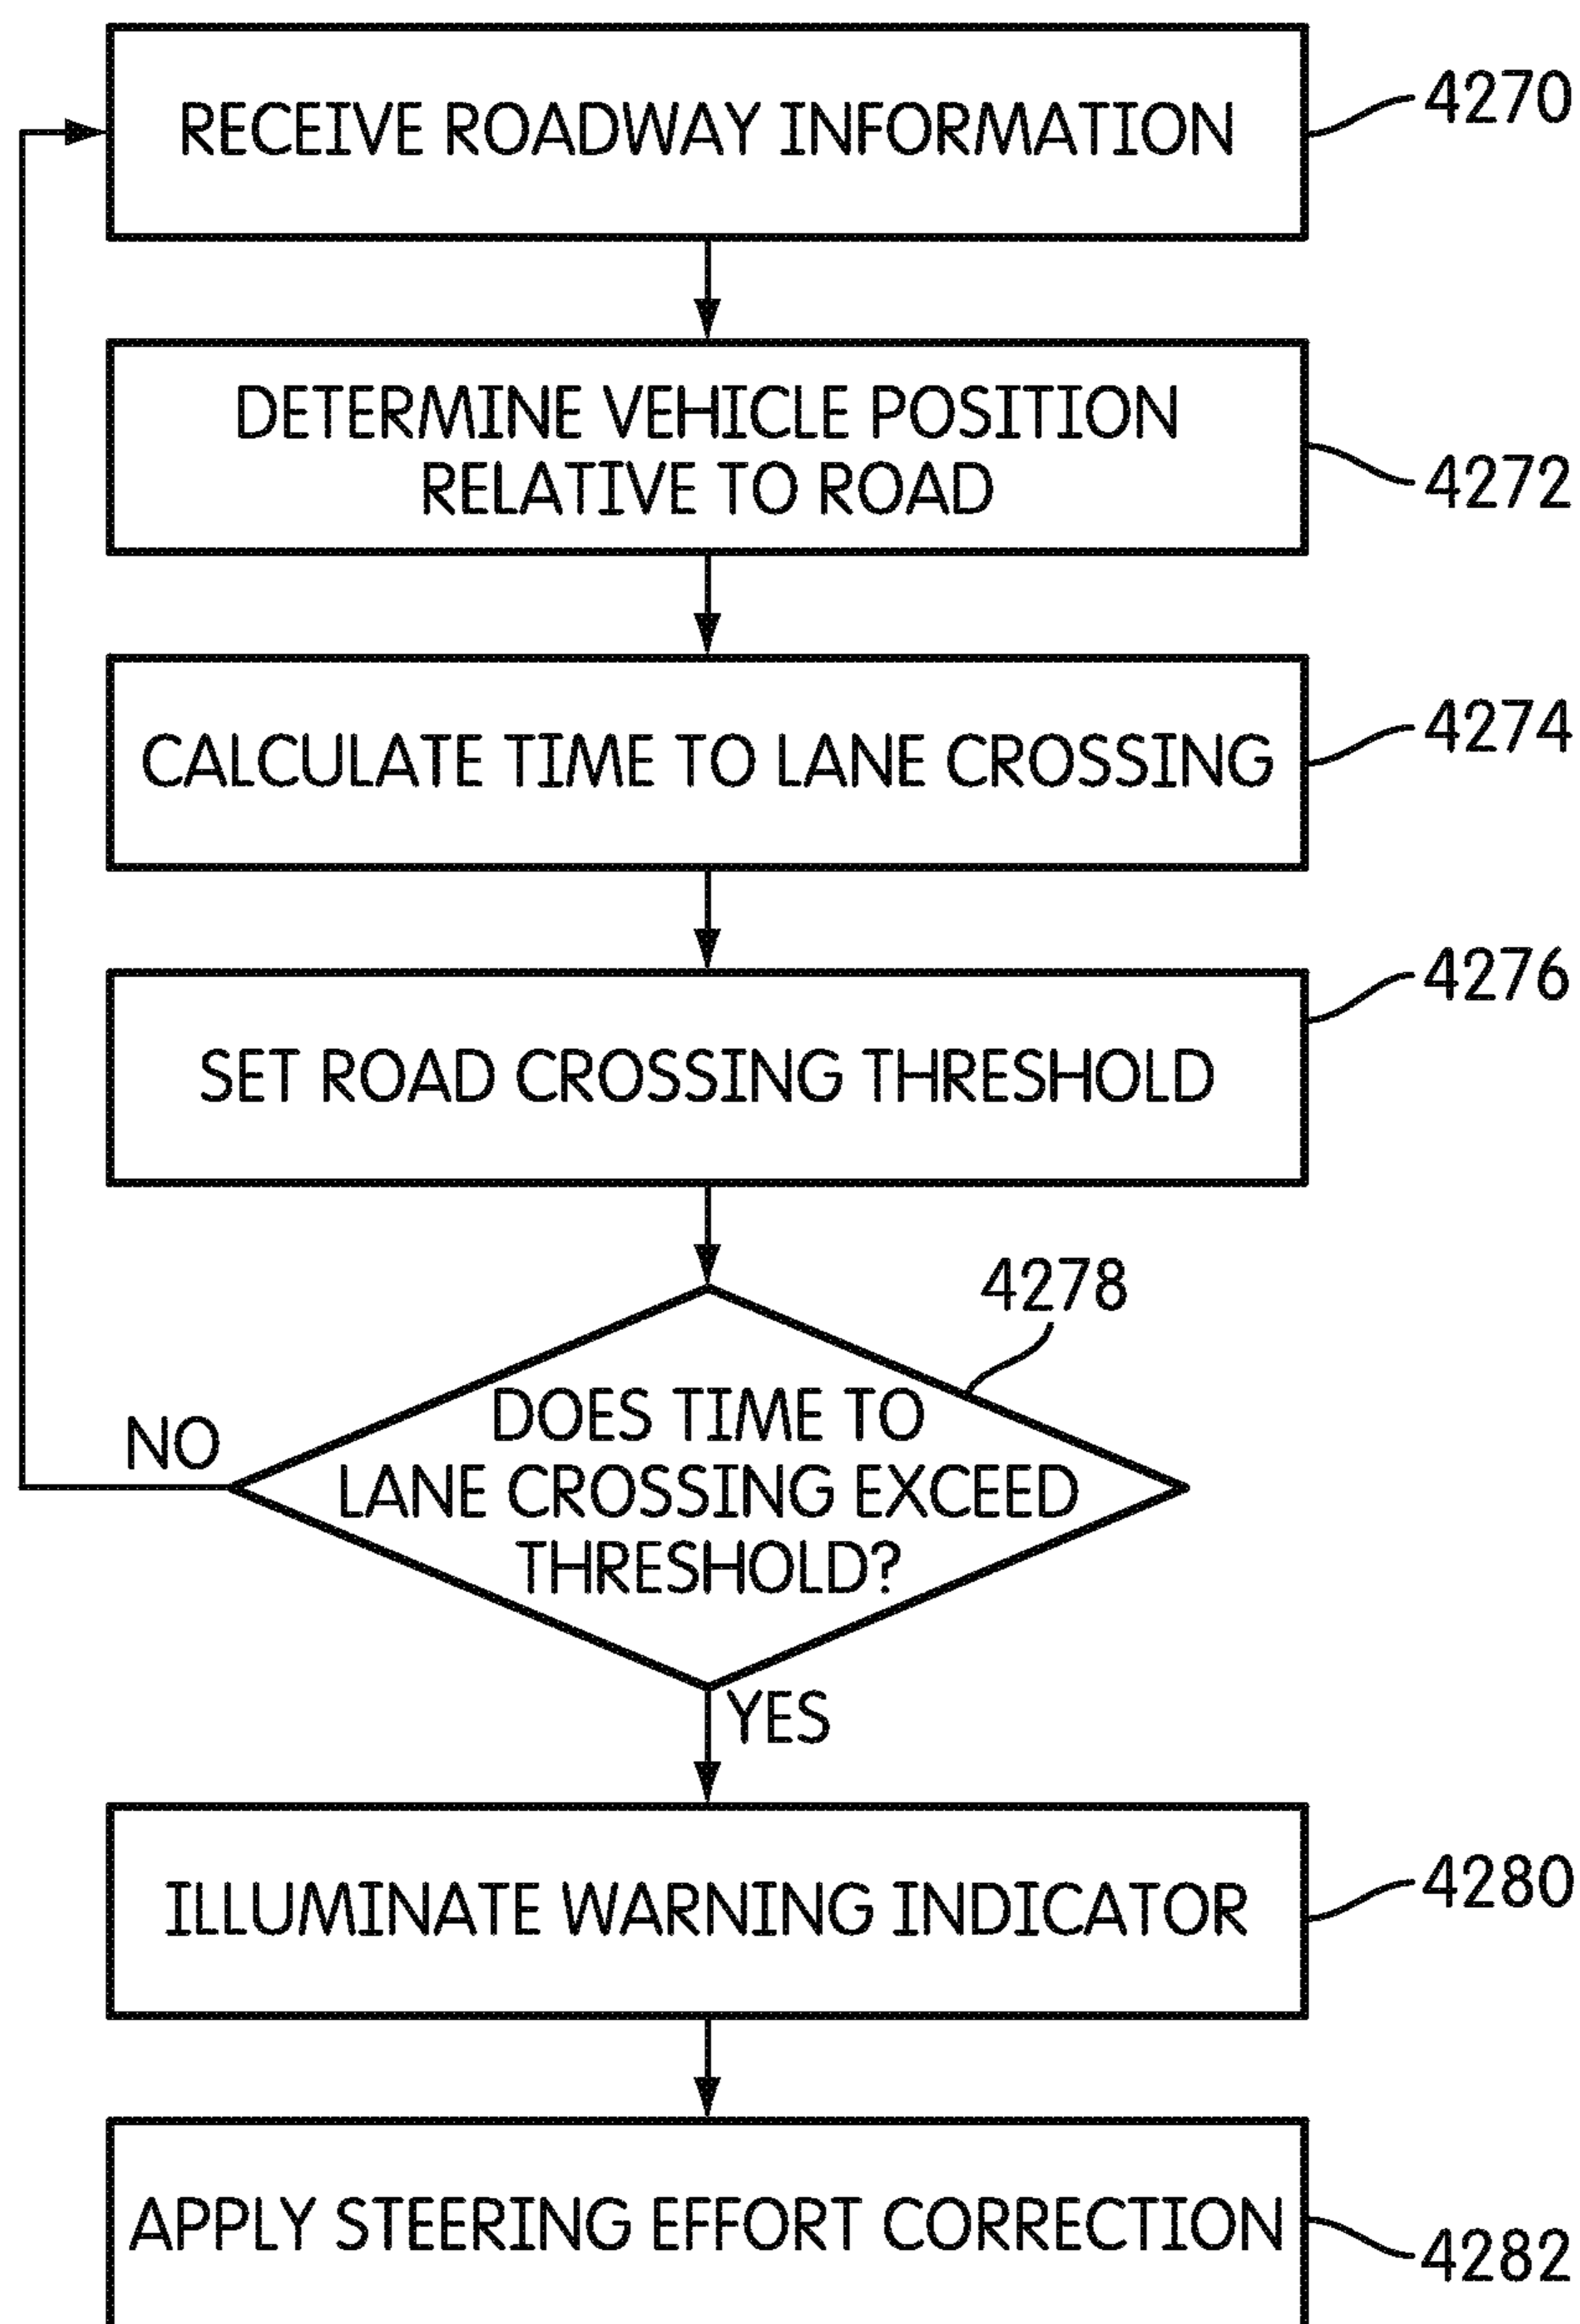 RECEIVE ROADWAY INFORMATION
4270
DETERMINE VEHICLE POSITION
RELATIVE TO ROAD
4272
CALCULATE TIME TO LANE CROSSING
4274
SET ROAD CROSSING THRESHOLD
4276
4278
DOES TIME TO
LANE CROSSING EXCEED
THRESHOLD?
NO
YES
ILLUMINATE WARNING INDICATOR
4280
APPLY STEERING EFFORT CORRECTION
4282